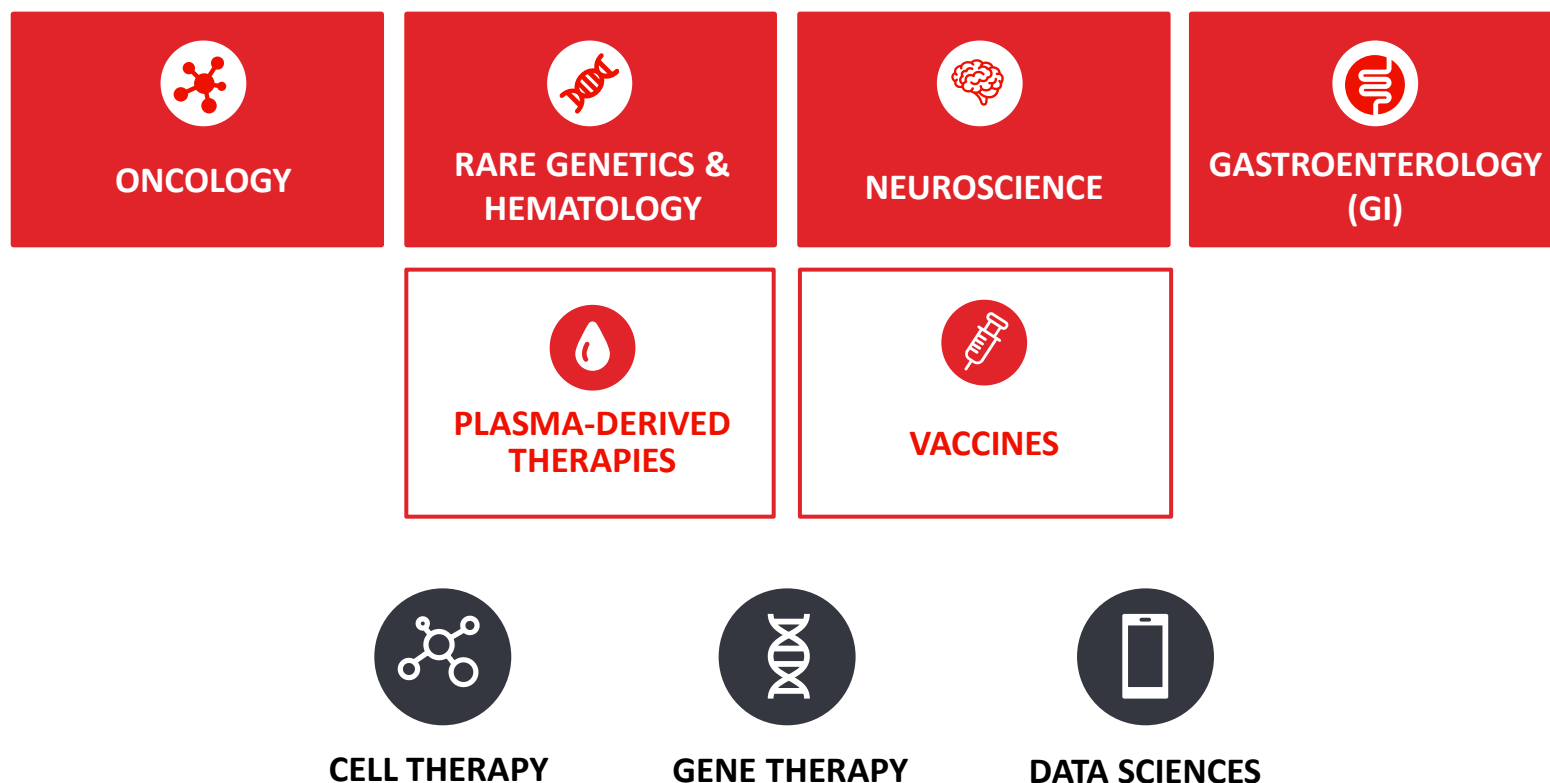 ONCOLOGY
RARE GENETICS &
HEMATOLOGY
NEUROSCIENCE
GASTROENTEROLOGY
(GI)
PLASMA-DERIVED
THERAPIES
VACCINES
CELL THERAPY
GENE THERAPY
DATA SCIENCES